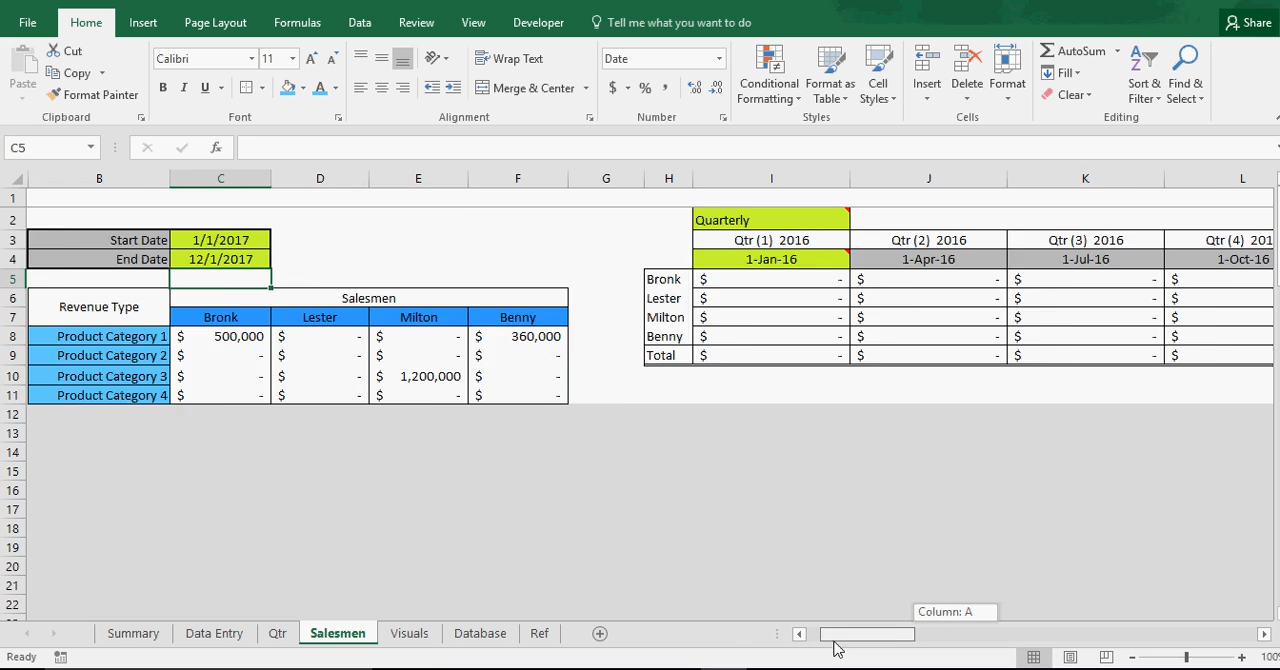 File Home Insert Page Layout Formulas Data Review View Developer Tell me what you want to do Share
Cut
Copy
Format Painter
Paste
Clipboard
Calibri 11
B I U
Font
Wrap Text
Merge & Center
Alignment
Date
$ % ,
Number
Conditional Formatting
Format as Table
Cell Styles
Styles
Insert Delete Format
Cells
AutoSum
Fill
Clear
Sort & Filter
Find & Select
Editing
C5 fx
B C D E F G H I J K L
1
2 Quarterly
3 Start Date 1/1/2017 Qtr (1) 2016 Qtr (2) 2016 Qtr (3) 2016 Qtr (4) 201
4 End Date 12/1/2017 1-Jan-16 1-Apr-16 1-Jul-16 1-Oct-16
5 Bronk $ - $ - $ - $
6 Revenue Type Salesmen Lester $ - $ - $ - $
7 Bronk Lester Milton Benny Milton $ - $ - $ - $
8 Product Category 1 $ 500,000 $ - $ - $ 360,000 Benny $ - $ - $ - $
9 Product Category 2 $ - $ - $ - $ - Total $ - $ - $ - $
10 Product Category 3 $ - $ - $ 1,200,000 $ -
11 Product Category 4 $ - $ - $ - $ -
12
13
14
15
16
17
18
19
20
21
22
Column: A
Summary Data Entry Qtr Salesmen Visuals Database Ref
Ready 100